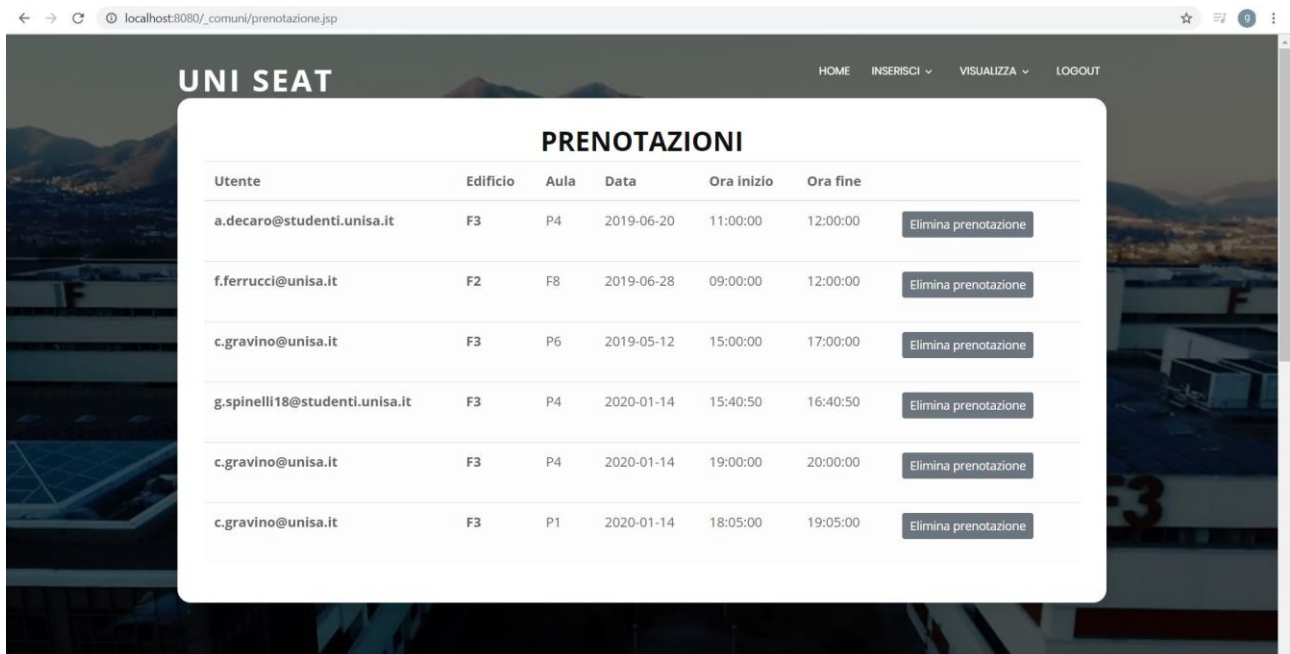 localhost:8080/_comuni/prenotazione.jsp
g
UNI SEAT
HOME INSERISCI VISUALIZZA LOGOUT
PRENOTAZIONI
Utente Edificio Aula Data Ora inizio Ora fine
a.decaro@studenti.unisa.it F3 P4 2019-06-20 11:00:00 12:00:00 Elimina prenotazione
f.ferrucci@unisa.it F2 F8 2019-06-28 09:00:00 12:00:00 Elimina prenotazione
c.gravino@unisa.it F3 P6 2019-05-12 15:00:00 17:00:00 Elimina prenotazione
g.spinelli18@studenti.unisa.it F3 P4 2020-01-14 15:40:50 16:40:50 Elimina prenotazione
c.gravino@unisa.it F3 P4 2020-01-14 19:00:00 20:00:00 Elimina prenotazione
c.gravino@unisa.it F3 P1 2020-01-14 18:05:00 19:05:00 Elimina prenotazione
F
F
F3